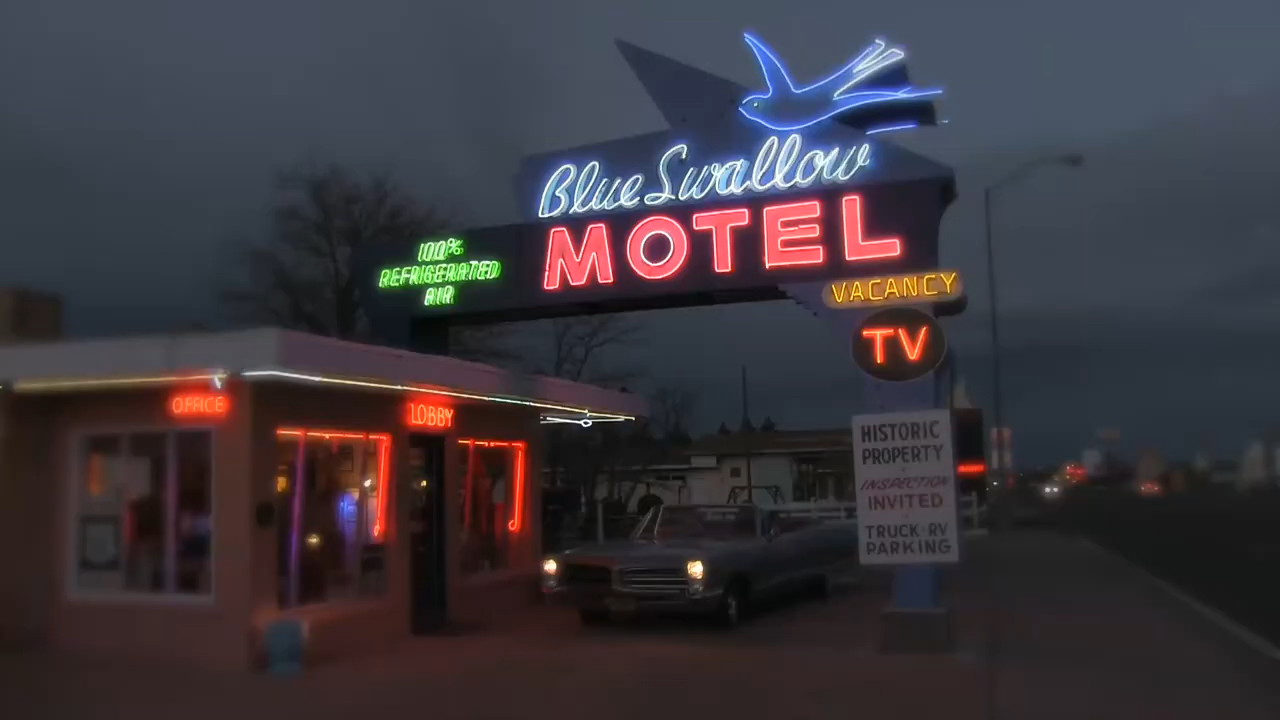 Blue Swallow
MOTEL
100%
REFRIGERATED
AIR
VACANCY
TV
OFFICE
LOBBY
HISTORIC
PROPERTY
INSPECTION
INVITED
TRUCK·RV
PARKING